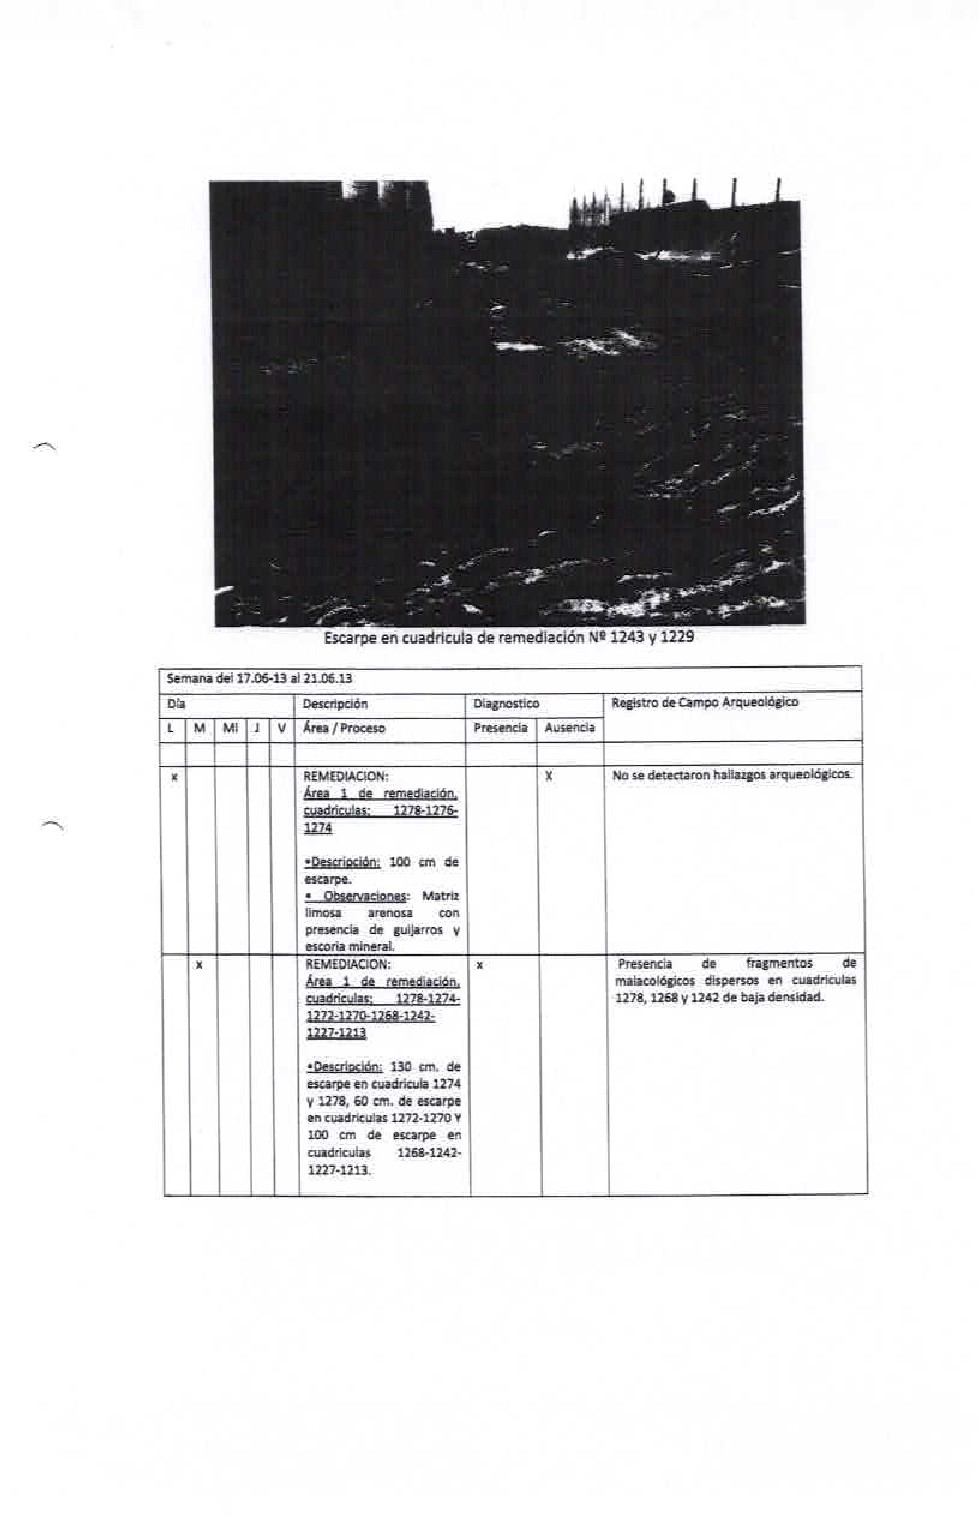 Escarpe en cuadricula de remediación Nº 1243 y 1229
Semana del 17.06-13 al 21.06.13
Día Descripción Diagnostico Registro de Campo Arqueológico
L M MI J V Área / Proceso Presencia Ausencia
x REMEDIACION: X No se detectaron hallazgos arqueológicos.
Área 1 de remediación,
cuadriculas: 1278-1276-
1274
•Descripción: 100 cm de
escarpe.
• Observaciones: Matriz
limosa arenosa con
presencia de guijarros y
escoria mineral.
x REMEDIACION: x Presencia de fragmentos de
Área 1 de remediación, malacológicos dispersos en cuadriculas
cuadriculas: 1278-1274- 1278, 1268 y 1242 de baja densidad.
1272-1270-1268-1242-
1227-1213
•Descripción: 130 cm. de
escarpe en cuadricula 1274
y 1278, 60 cm. de escarpe
en cuadriculas 1272-1270 Y
100 cm de escarpe en
cuadriculas 1268-1242-
1227-1213.